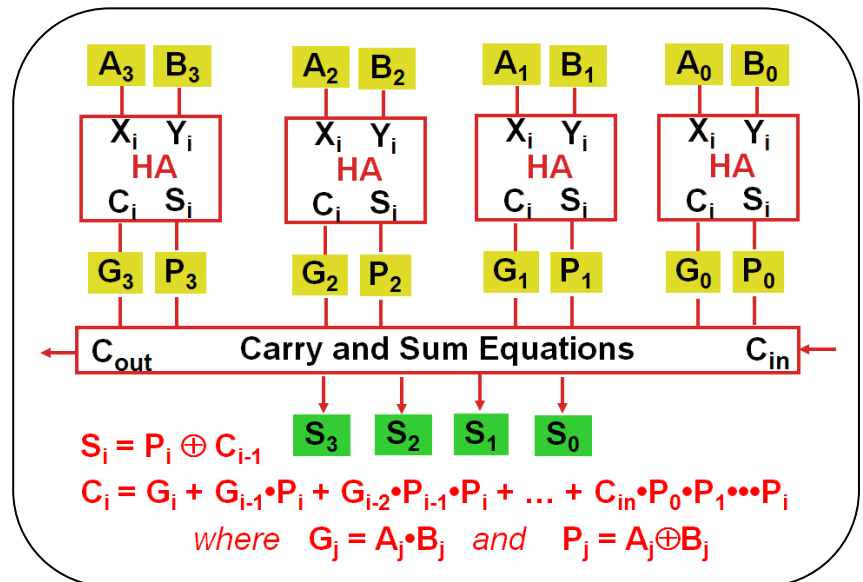 A₃ B₃ A₂ B₂ A₁ B₁ A₀ B₀
Xᵢ Yᵢ Xᵢ Yᵢ Xᵢ Yᵢ Xᵢ Yᵢ
HA HA HA HA
Cᵢ Sᵢ Cᵢ Sᵢ Cᵢ Sᵢ Cᵢ Sᵢ
G₃ P₃ G₂ P₂ G₁ P₁ G₀ P₀
C_out Carry and Sum Equations C_in
S₃ S₂ S₁ S₀
Sᵢ = Pᵢ ⊕ Cᵢ₋₁
Cᵢ = Gᵢ + Gᵢ₋₁•Pᵢ + Gᵢ₋₂•Pᵢ₋₁•Pᵢ + … + C_in•P₀•P₁•••Pᵢ
where Gⱼ = Aⱼ•Bⱼ and Pⱼ = Aⱼ⊕Bⱼ